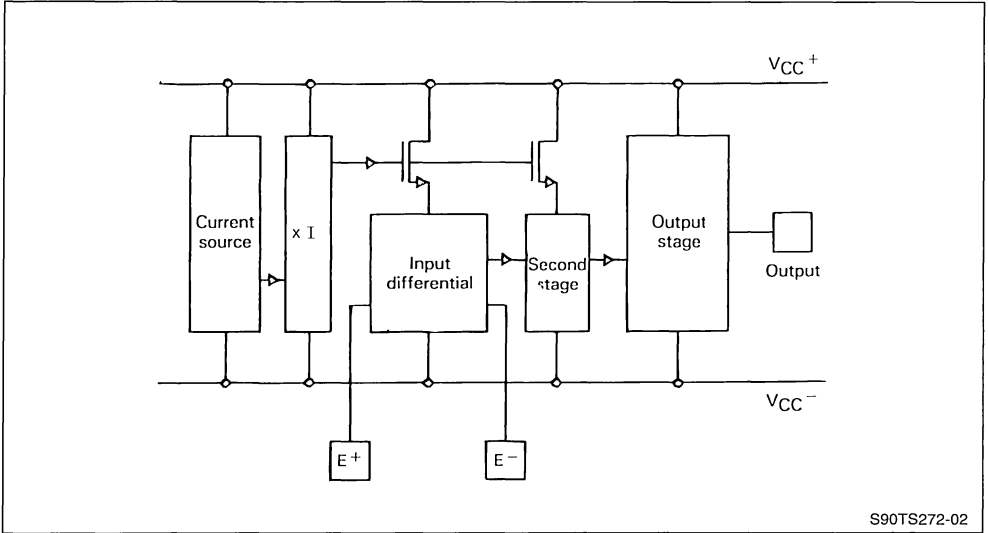 VCC+
Current
source
x I
Input
differential
Second
stage
Output
stage
Output
VCC−
E+
E−
S90TS272-02